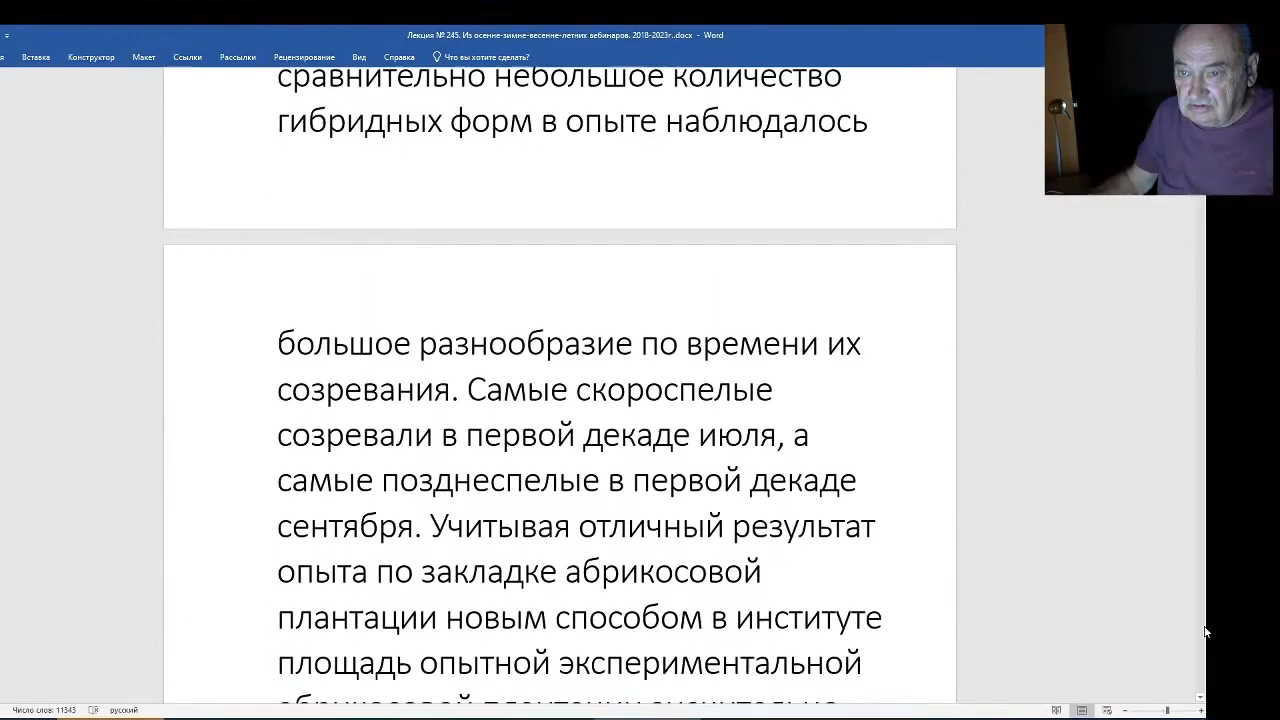 Лекция № 245. Из осенне-зимне-весенне-летних вебинаров. 2018-2023г..docx - Word
Вставка Конструктор Макет Ссылки Рассылки Рецензирование Вид Справка Что вы хотите сделать?
сравнительно небольшое количество
гибридных форм в опыте наблюдалось
большое разнообразие по времени их
созревания. Самые скороспелые
созревали в первой декаде июля, а
самые позднеспелые в первой декаде
сентября. Учитывая отличный результат
опыта по закладке абрикосовой
плантации новым способом в институте
площадь опытной экспериментальной
абрикосовой плантации значительно
Число слов: 11343 русский